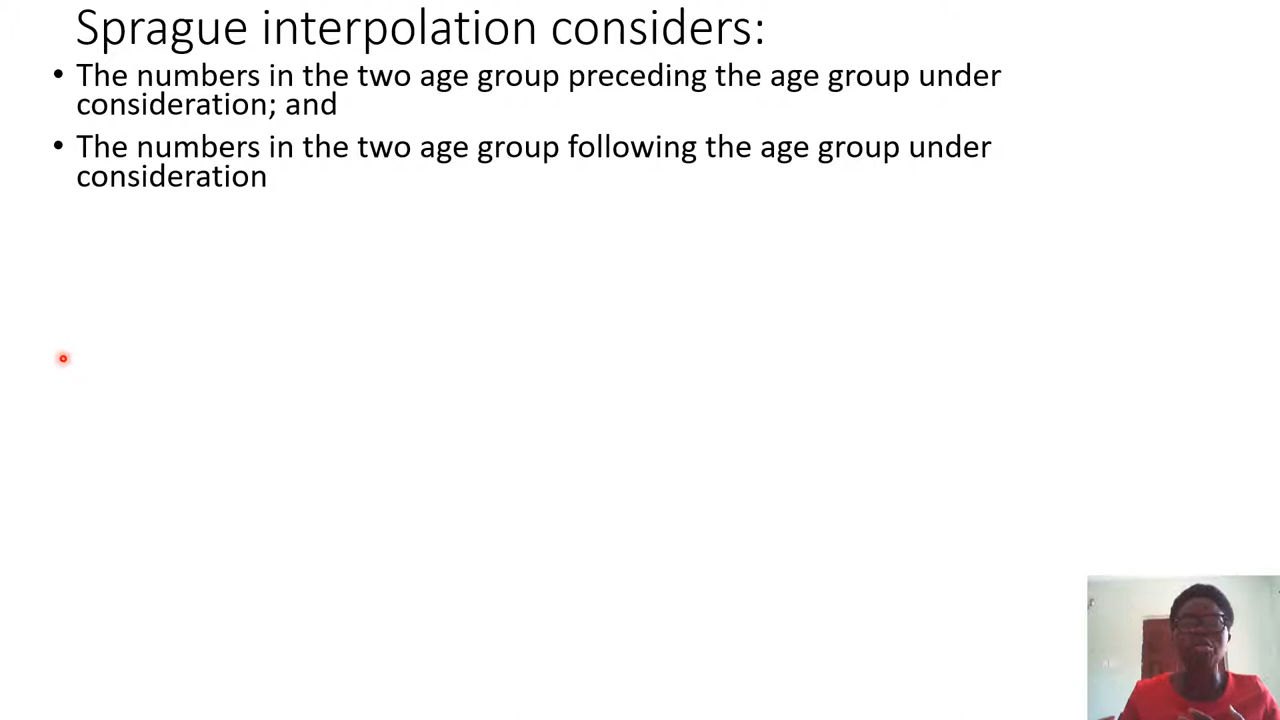 Sprague interpolation considers:
• The numbers in the two age group preceding the age group under
consideration; and
• The numbers in the two age group following the age group under
consideration